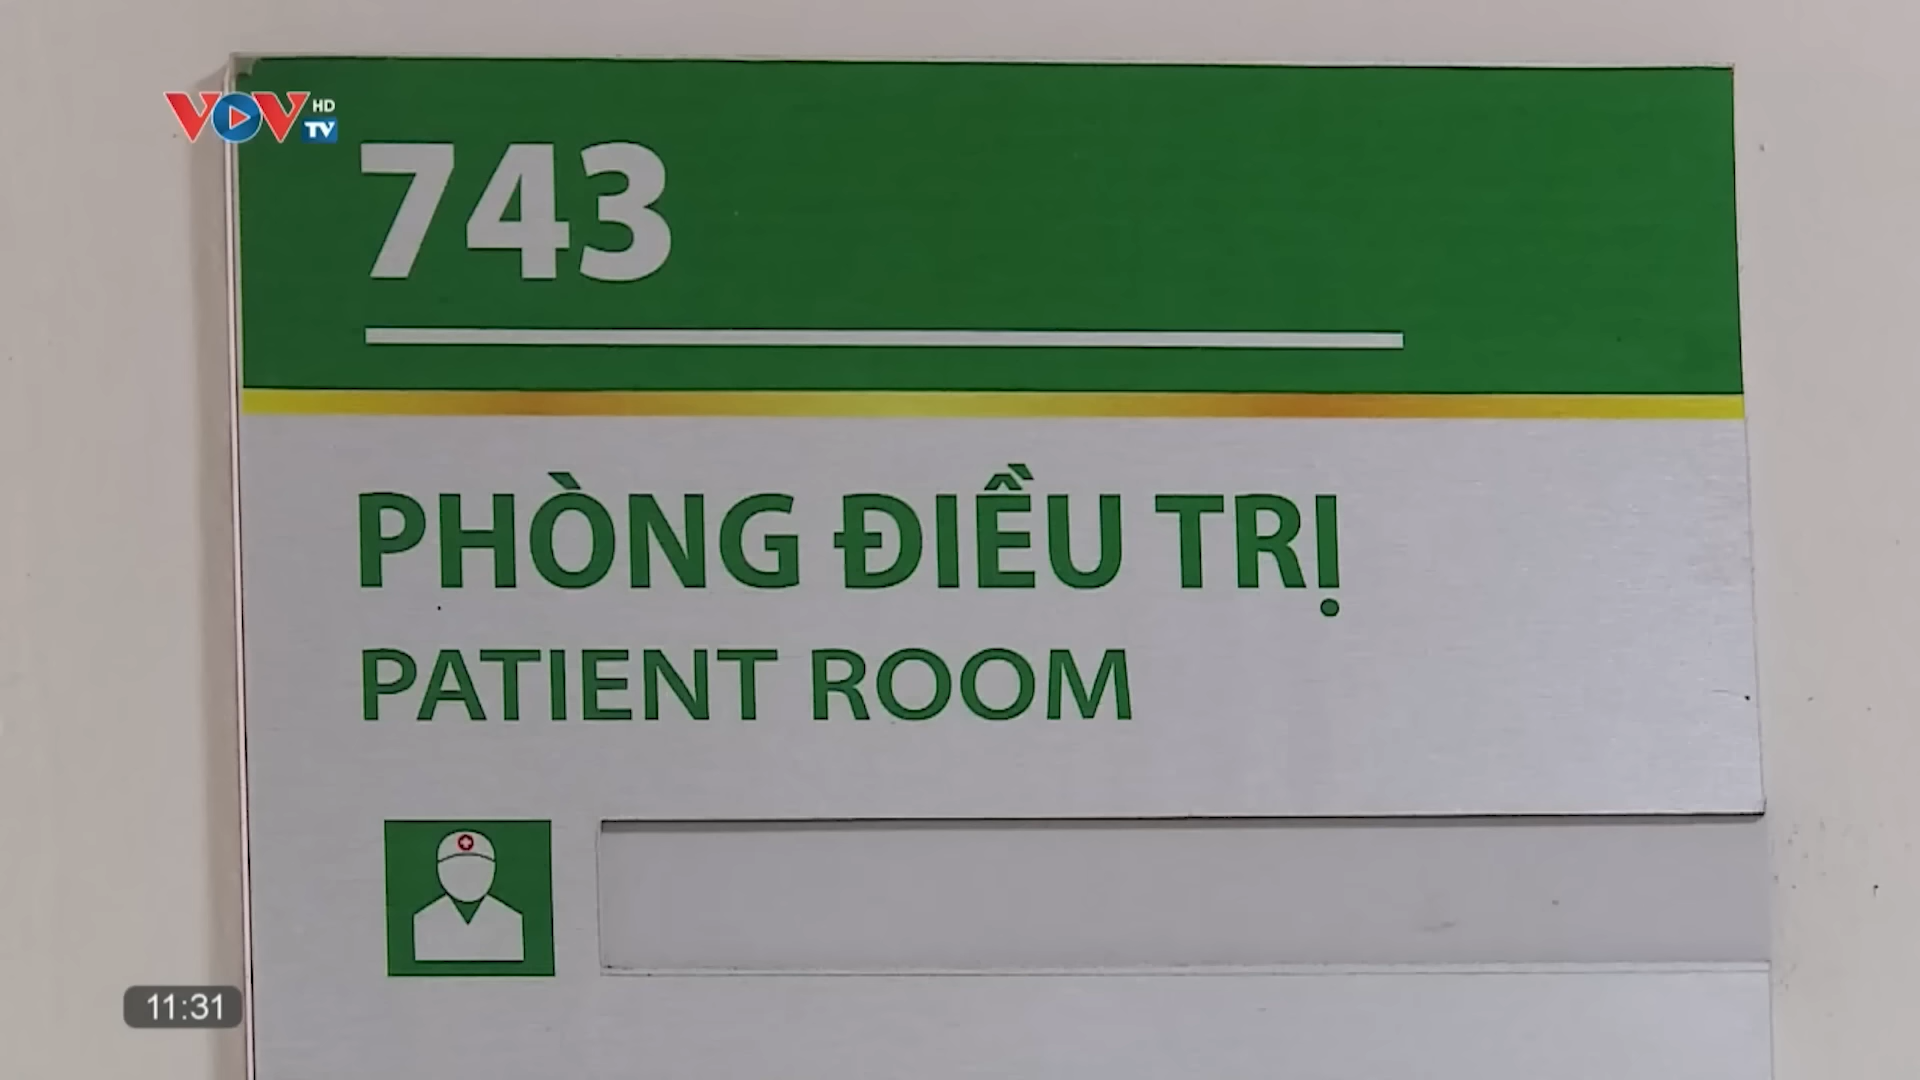 VOV HD
TV
743
PHÒNG ĐIỀU TRỊ
PATIENT ROOM
11:31